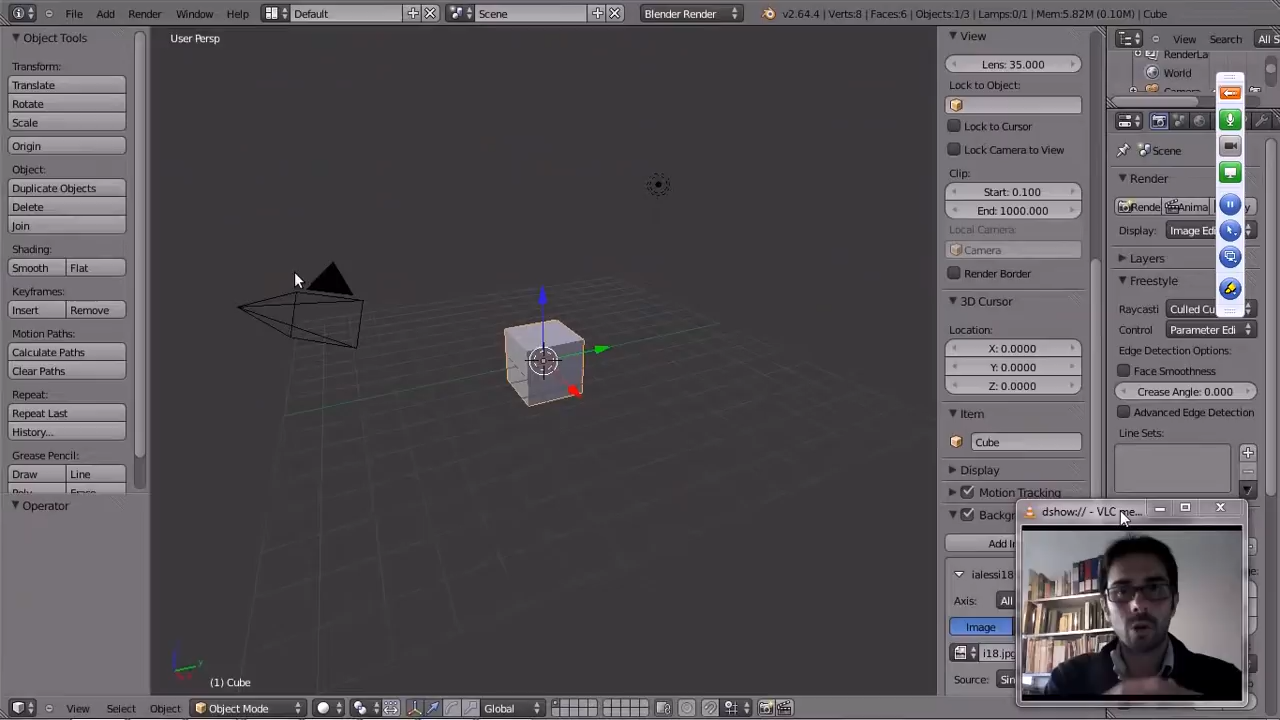 File Add Render Window Help Default Scene Blender Render v2.64.4 | Verts:8 | Faces:6 | Objects:1/3 | Lamps:0/1 | Mem:5.82M (0.10M) | Cube
Object Tools
Transform:
Translate
Rotate
Scale
Origin
Object:
Duplicate Objects
Delete
Join
Shading:
Smooth Flat
Keyframes:
Insert Remove
Motion Paths:
Calculate Paths
Clear Paths
Repeat:
Repeat Last
History...
Grease Pencil:
Draw Line
Operator
User Persp
(1) Cube
View
Lens: 35.000
Lock to Object:
Lock to Cursor
Lock Camera to View
Clip:
Start: 0.100
End: 1000.000
Local Camera:
Camera
Render Border
3D Cursor
Location:
X: 0.0000
Y: 0.0000
Z: 0.0000
Item
Cube
Display
Motion Tracking
Backgr
Add In
ialessi18
Axis: All
Image
i18.jpg
Source: Sin
View Search All S
RenderLa
World
Camera
Scene
Render
Rende Anima
Display: Image Edi
Layers
Freestyle
Raycasti Culled Cu
Control Parameter Edi
Edge Detection Options:
Face Smoothness
Crease Angle: 0.000
Advanced Edge Detection
Line Sets:
dshow:// - VLC me...
View Select Object Object Mode Global
z y